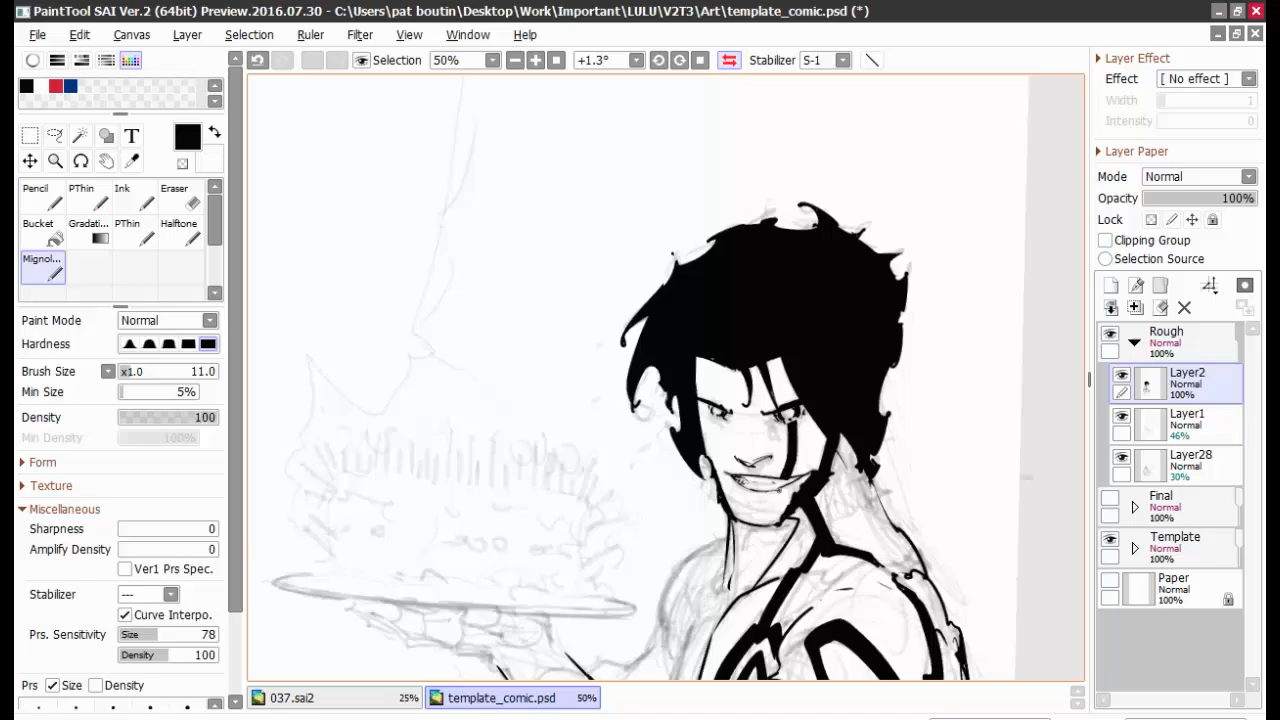 PaintTool SAI Ver.2 (64bit) Preview.2016.07.30 - C:\Users\pat boutin\Desktop\Work\Important\LULU\V2T3\Art\template_comic.psd (*)
File Edit Canvas Layer Selection Ruler Filter View Window Help
Selection 50% +1.3° Stabilizer S-1
T
Pencil PThin Ink Eraser
Bucket Gradati... PThin Halftone
Mignol...
Paint Mode Normal
Hardness
Brush Size x1.0 11.0
Min Size 5%
Density 100
Min Density 100%
Form
Texture
Miscellaneous
Sharpness 0
Amplify Density 0
Ver1 Prs Spec.
Stabilizer ---
Curve Interpo.
Prs. Sensitivity Size 78
Density 100
Prs Size Density
037.sai2 25% template_comic.psd 50%
Layer Effect
Effect [ No effect ]
Width 1
Intensity 0
Layer Paper
Mode Normal
Opacity 100%
Lock
Clipping Group
Selection Source
Rough
Normal
100%
Layer2
Normal
100%
Layer1
Normal
46%
Layer28
Normal
30%
Final
Normal
100%
Template
Normal
100%
Paper
Normal
100%